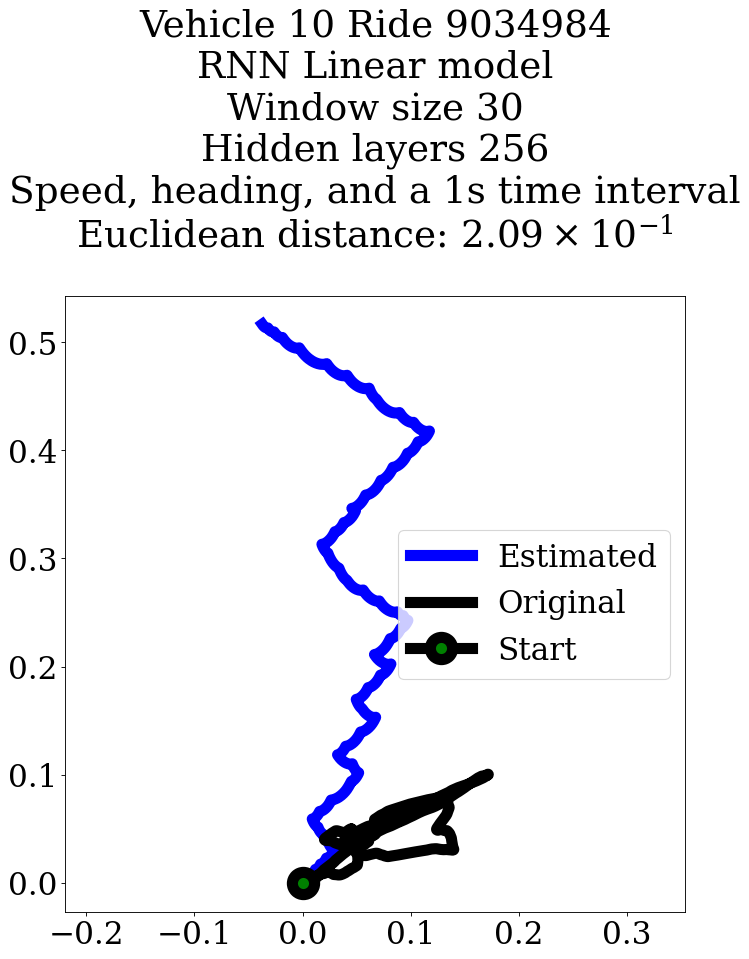 Vehicle 10 Ride 9034984
RNN Linear model
Window size 30
Hidden layers 256
Speed, heading, and a 1s time interval
Euclidean distance: 2.09 × 10⁻¹
0.5
0.4
0.3
0.2
0.1
0.0
Estimated
Original
Start
−0.2 −0.1 0.0 0.1 0.2 0.3